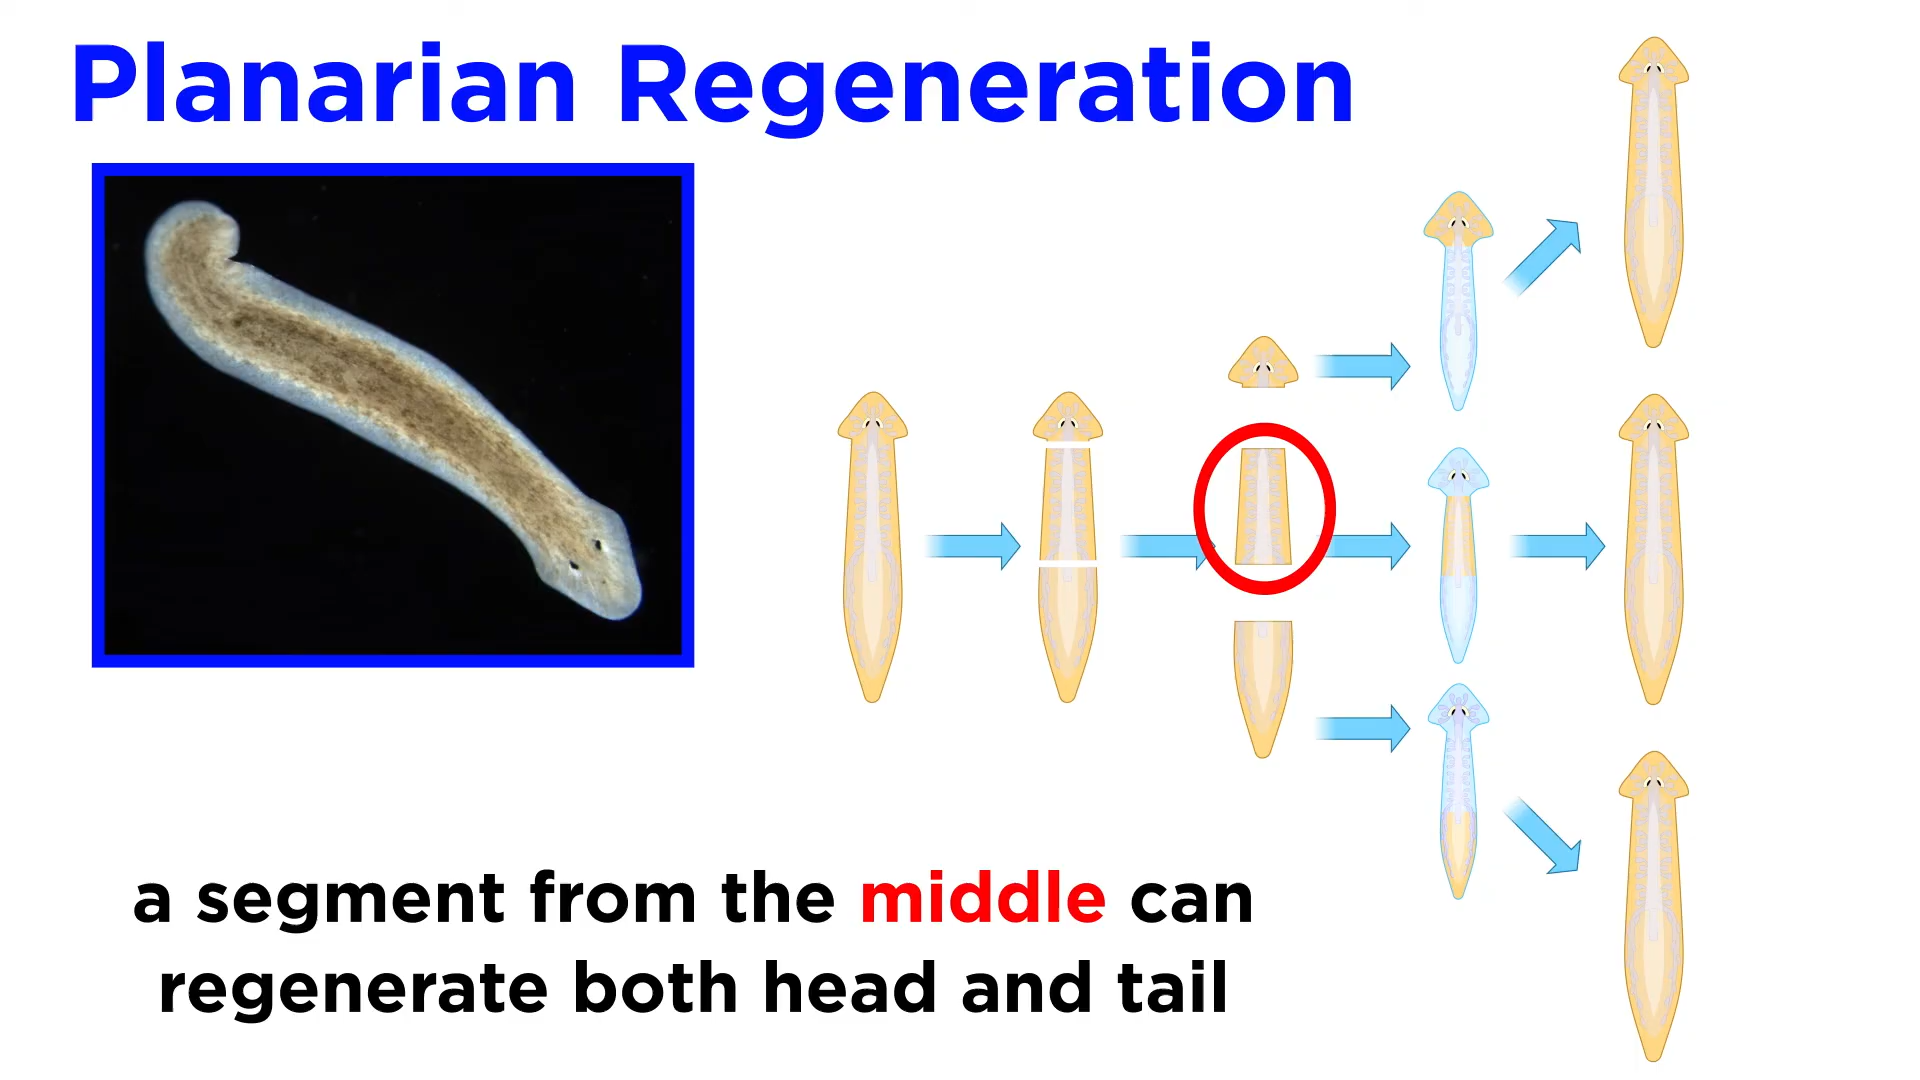 Planarian Regeneration
a segment from the middle can
regenerate both head and tail